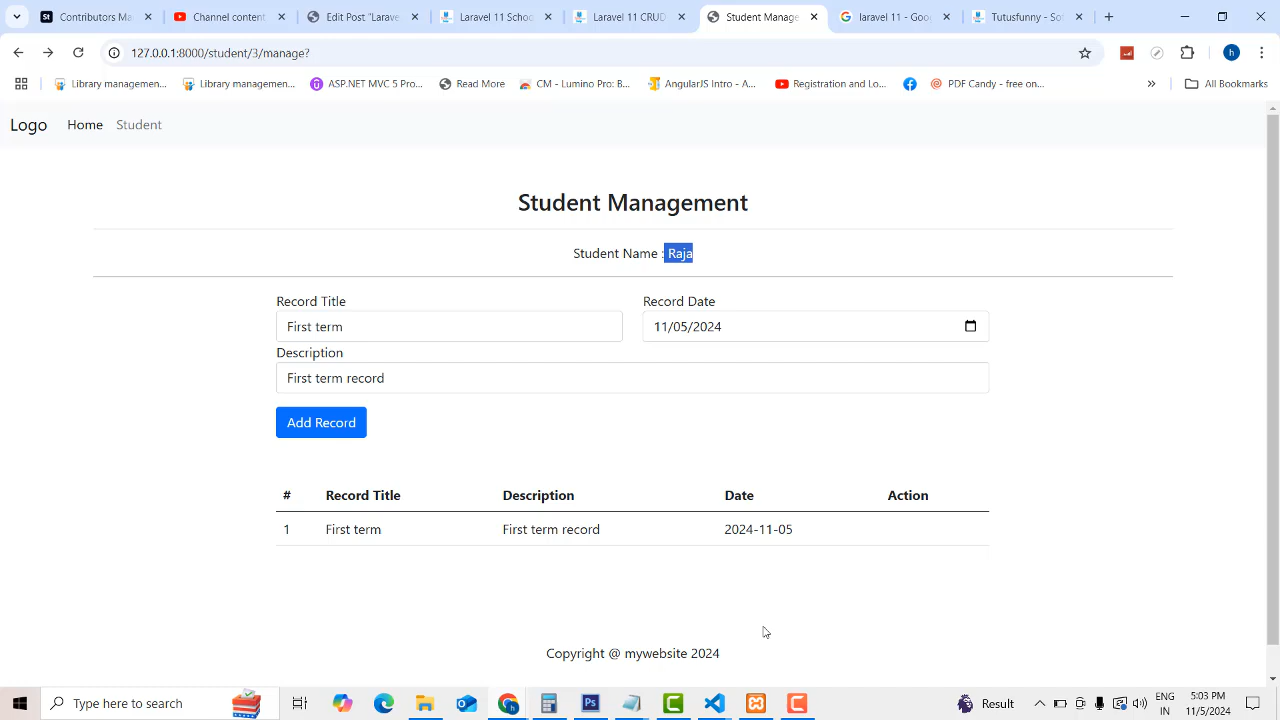 Contributors
Channel content
Edit Post "Larave
Laravel 11 Schoo
Laravel 11 CRUD
Student Manage
laravel 11 - Goo
TutusFunny - So
127.0.0.1:8000/student/3/manage?
h
Library managemen...
Library managemen...
ASP.NET MVC 5 Pro...
Read More
CM - Lumino Pro: B...
AngularJS Intro - A...
Registration and Lo...
PDF Candy - free on...
All Bookmarks
Logo
Home
Student
Student Management
Student Name : Raja
Record Title
Record Date
First term
11/05/2024
Description
First term record
Add Record
# Record Title Description Date Action
1 First term First term record 2024-11-05
Copyright @ mywebsite 2024
Type here to search
Result
ENG
IN
5:03 PM
11/5/2024